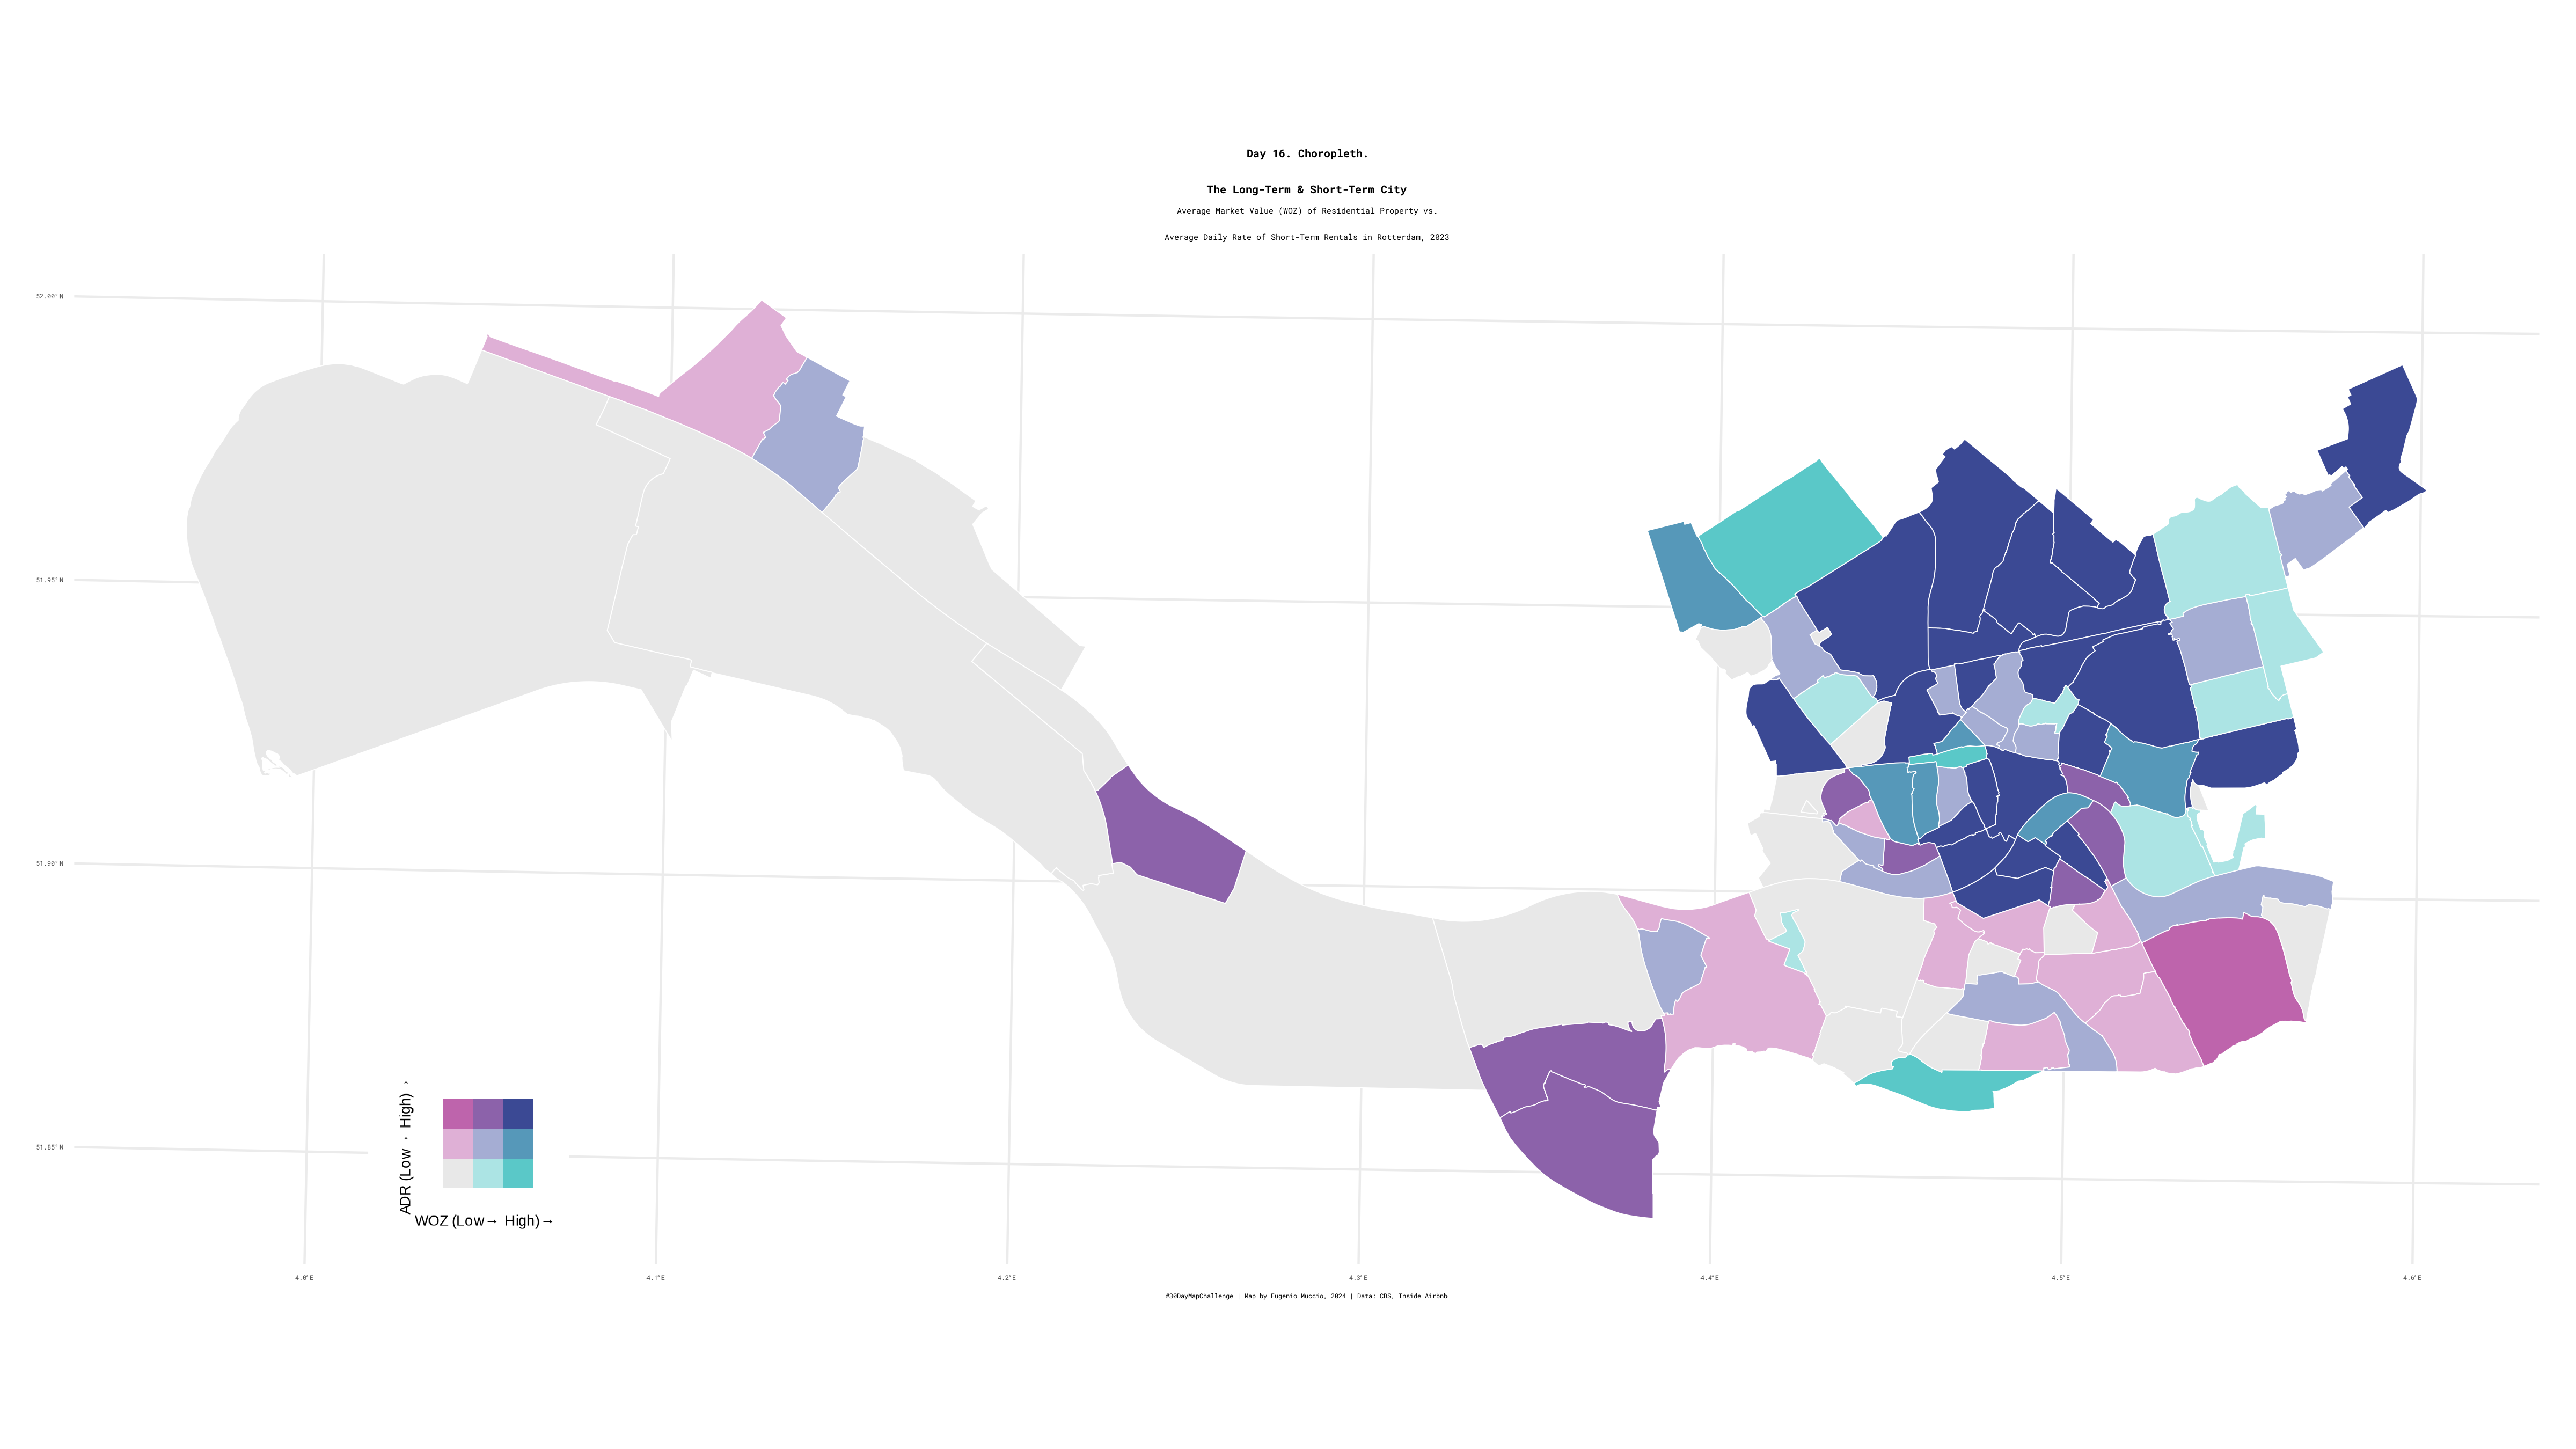 Day 16. Choropleth.
The Long-Term & Short-Term City
Average Market Value (WOZ) of Residential Property vs.
Average Daily Rate of Short-Term Rentals in Rotterdam, 2023
52.00°N
51.95°N
51.90°N
51.85°N
ADR (Low→ High)→
WOZ (Low→ High)→
4.0°E
4.1°E
4.2°E
4.3°E
4.4°E
4.5°E
4.6°E
#30DayMapChallenge | Map by Eugenio Muccio, 2024 | Data: CBS, Inside Airbnb